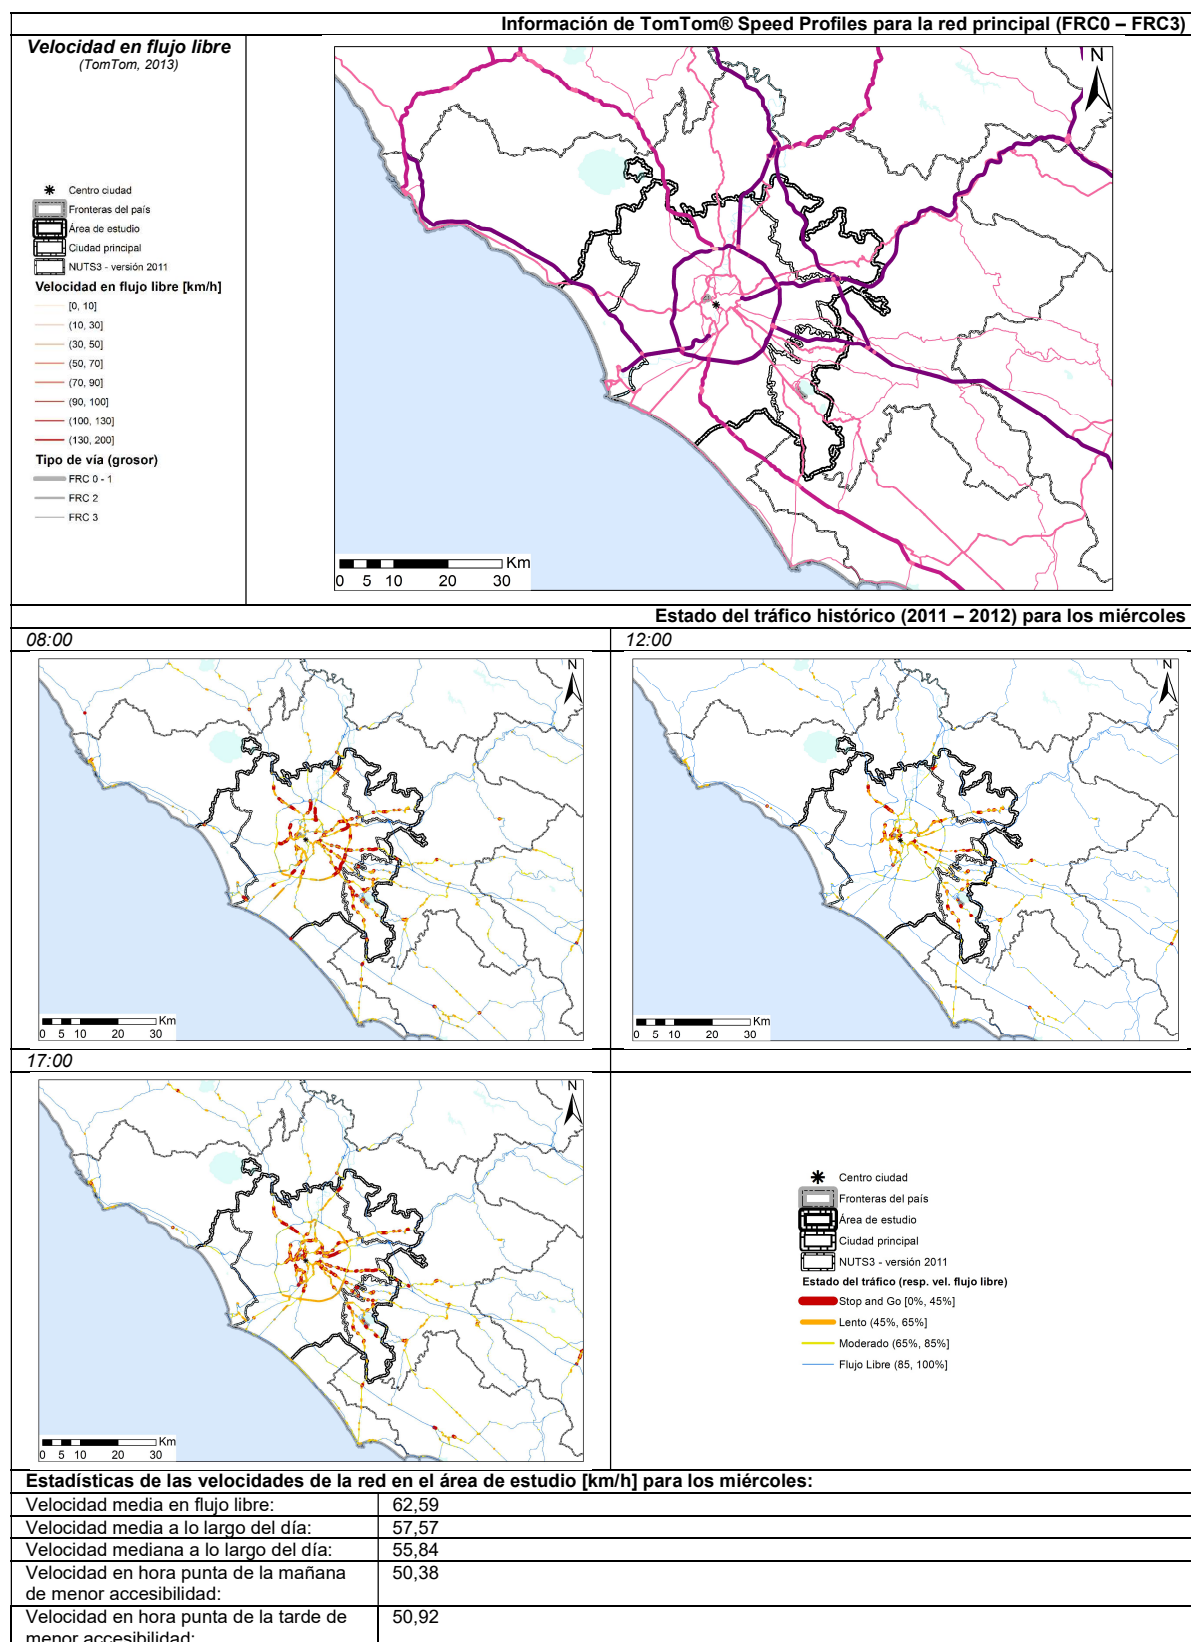 Información de TomTom® Speed Profiles para la red principal (FRC0 – FRC3)
Velocidad en flujo libre
(TomTom, 2013)
Centro ciudad
Fronteras del país
Área de estudio
Ciudad principal
NUTS3 - versión 2011
Velocidad en flujo libre [km/h]
[0, 10]
(10, 30]
(30, 50]
(50, 70]
(70, 90]
(90, 100]
(100, 130]
(130, 200]
Tipo de vía (grosor)
FRC 0 - 1
FRC 2
FRC 3
N
Km
0 5 10 20 30
Estado del tráfico histórico (2011 – 2012) para los miércoles
08:00
12:00
N
Km
0 5 10 20 30
N
Km
0 5 10 20 30
17:00
N
Km
0 5 10 20 30
Centro ciudad
Fronteras del país
Área de estudio
Ciudad principal
NUTS3 - versión 2011
Estado del tráfico (resp. vel. flujo libre)
Stop and Go [0%, 45%]
Lento (45%, 65%]
Moderado (65%, 85%]
Flujo Libre (85, 100%]
Estadísticas de las velocidades de la red en el área de estudio [km/h] para los miércoles:
Velocidad media en flujo libre: 62,59
Velocidad media a lo largo del día: 57,57
Velocidad mediana a lo largo del día: 55,84
Velocidad en hora punta de la mañana 50,38
de menor accesibilidad:
Velocidad en hora punta de la tarde de 50,92
menor accesibilidad: